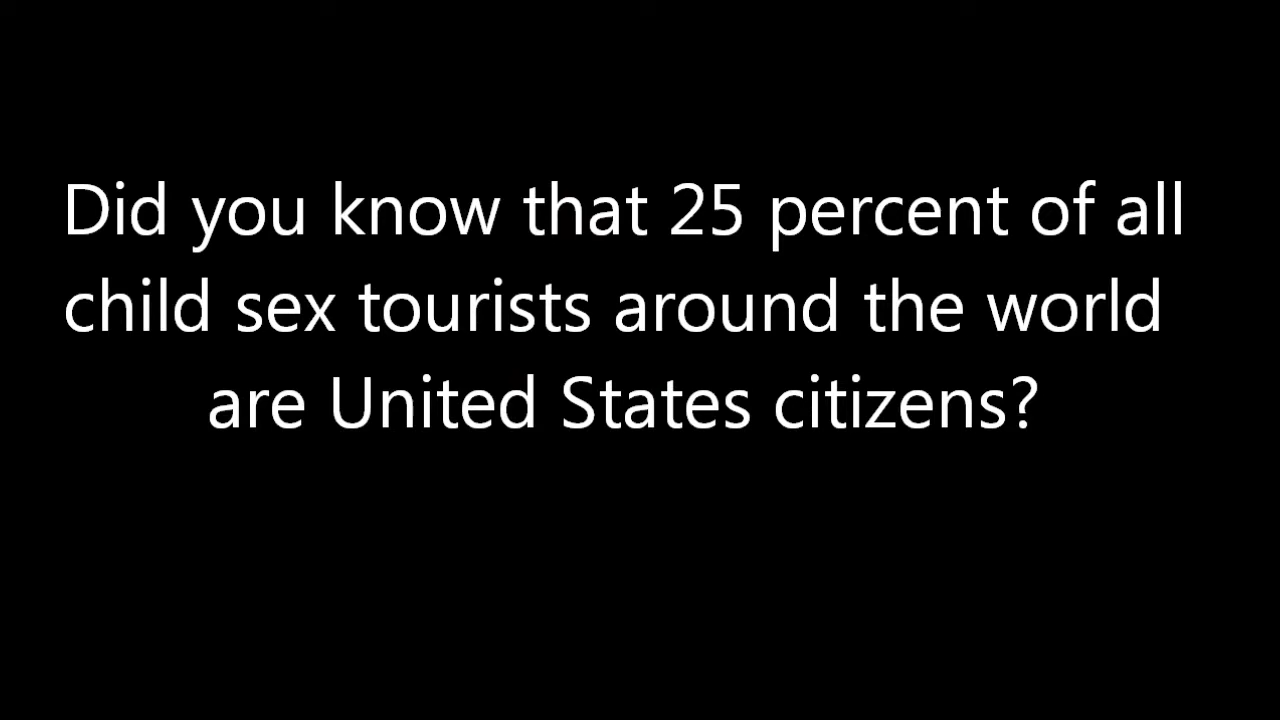 Did you know that 25 percent of all
child sex tourists around the world
are United States citizens?